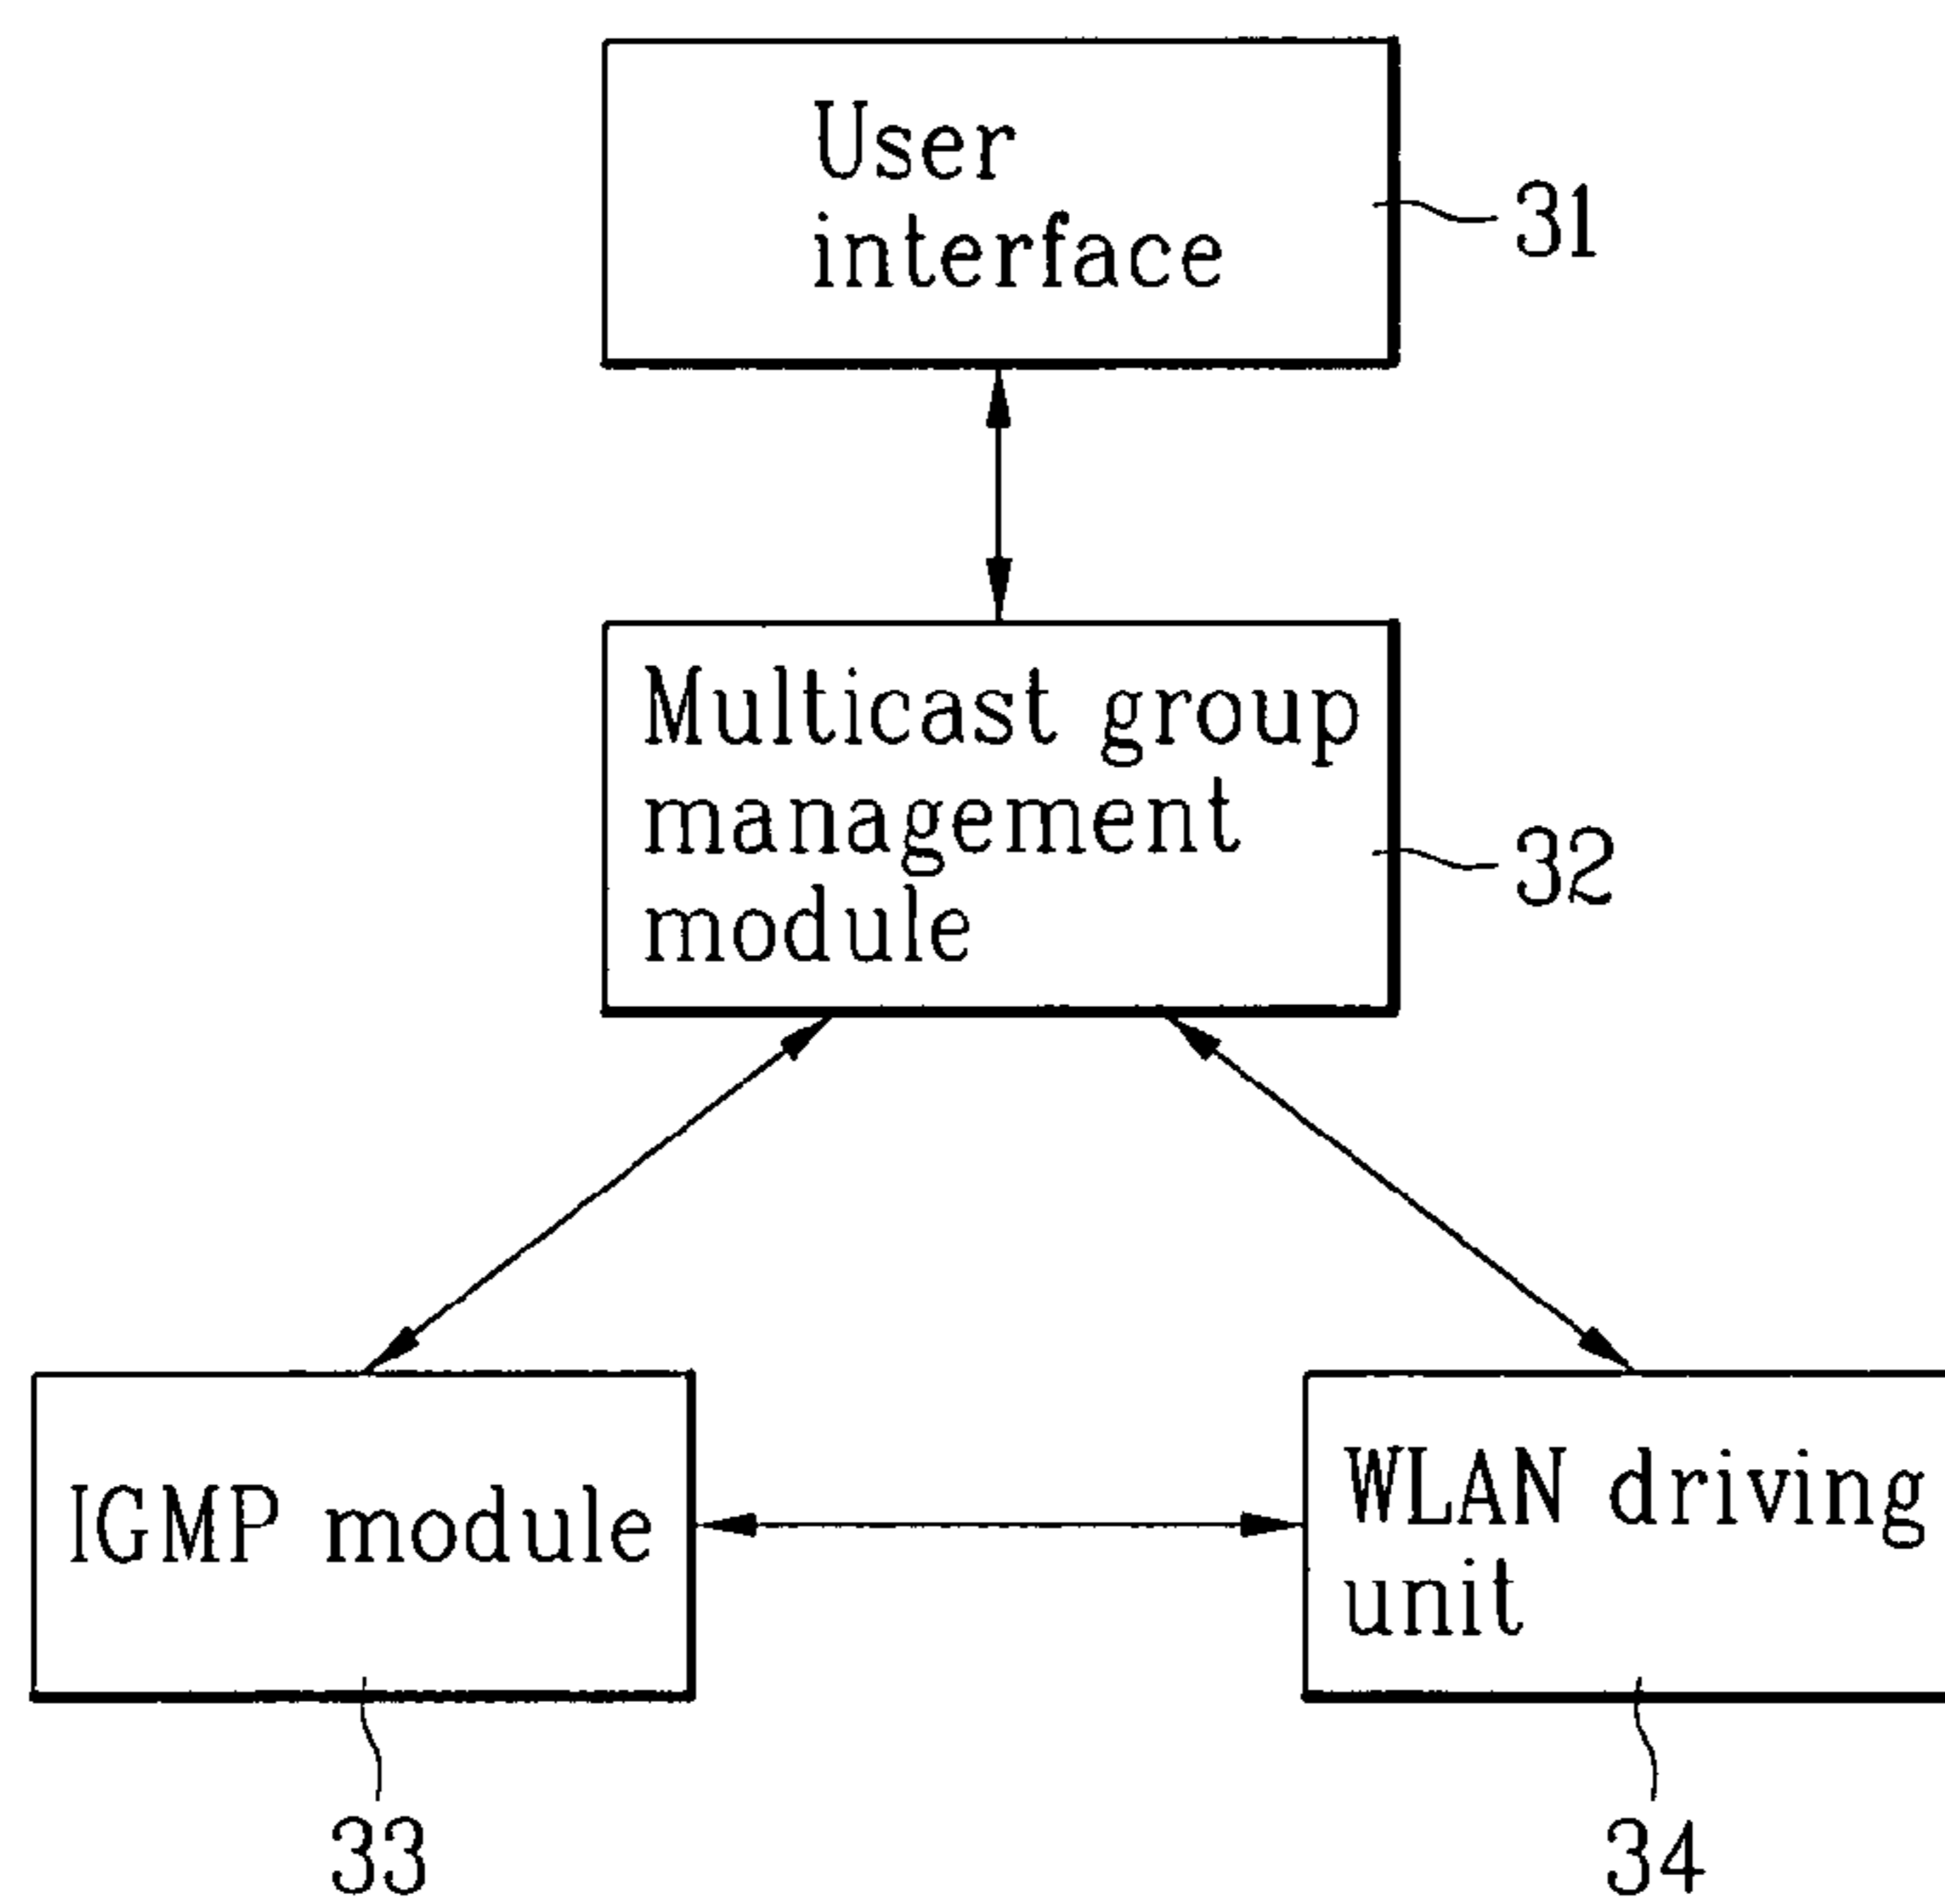 User
interface
31
Multicast group
management
module
32
IGMP module
WLAN driving
unit
33
34